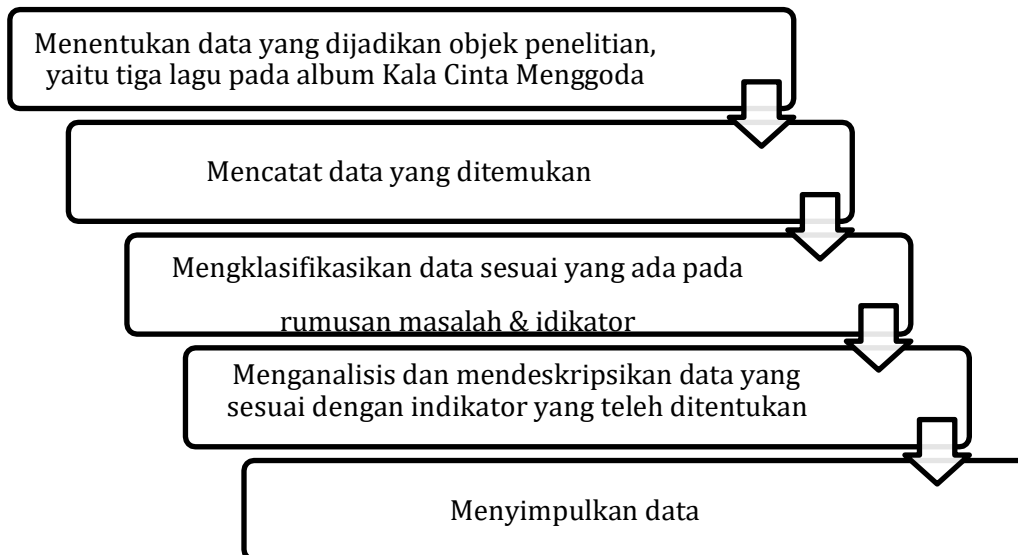 Menentukan data yang dijadikan objek penelitian,
yaitu tiga lagu pada album Kala Cinta Menggoda
Mencatat data yang ditemukan
Mengklasifikasikan data sesuai yang ada pada
rumusan masalah & idikator
Menganalisis dan mendeskripsikan data yang
sesuai dengan indikator yang teleh ditentukan
Menyimpulkan data